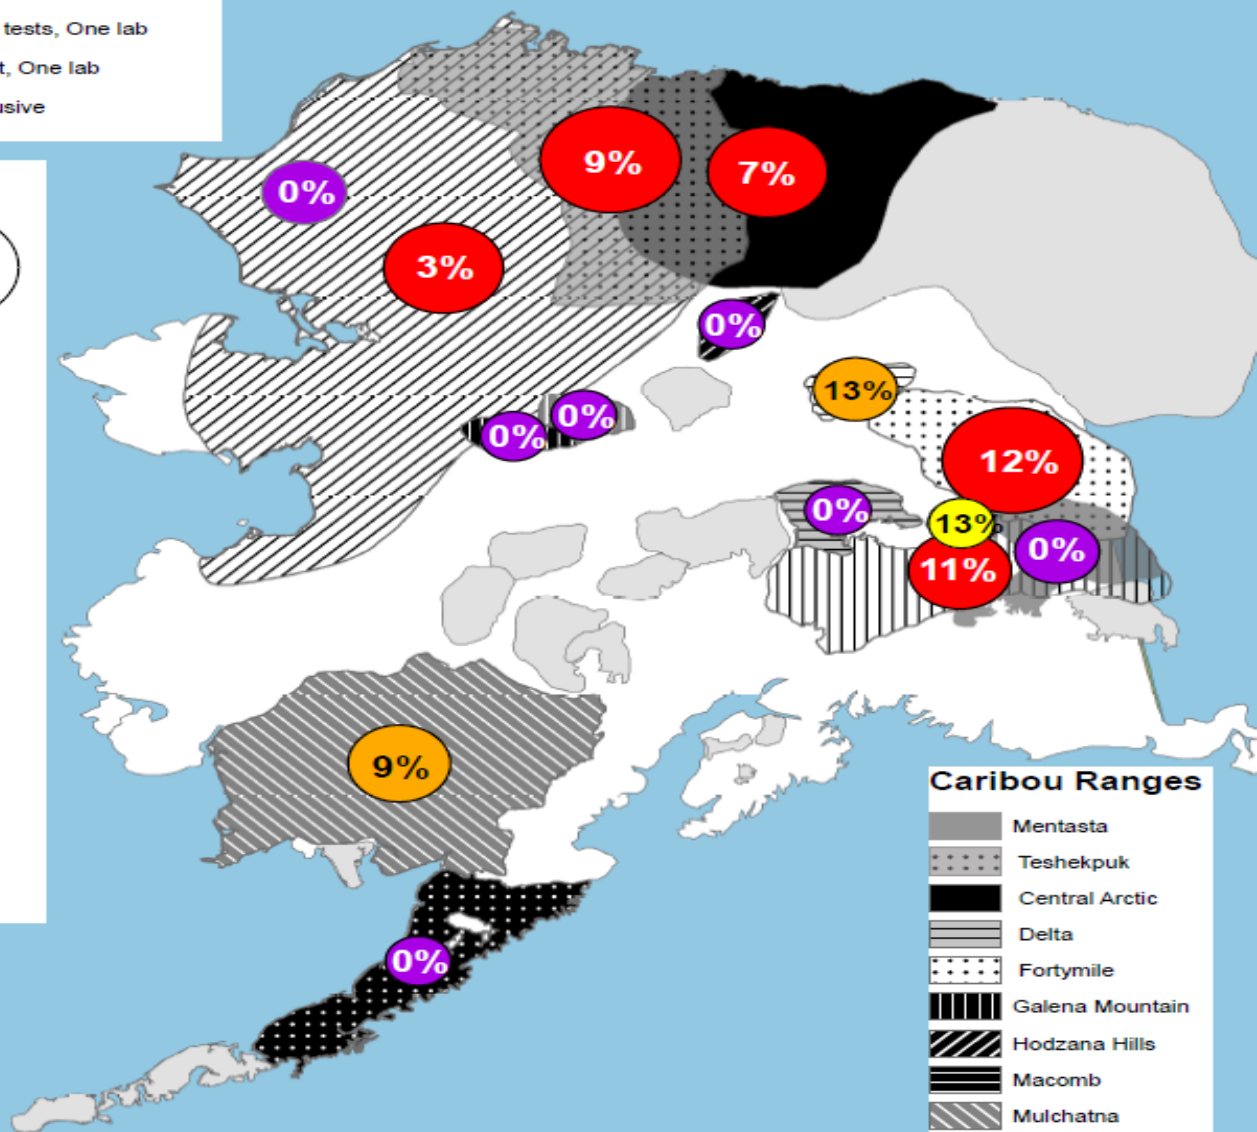 tests, One lab
, One lab
0%
9%
7%
3%
0%
0%
0%
13%
12%
0%
13%
0%
11%
9%
0%
Caribou Ranges
Mentasta
Teshekpuk
Central Arctic
Delta
Fortymile
Galena Mountain
Hodzana Hills
Macomb
Mulchatna